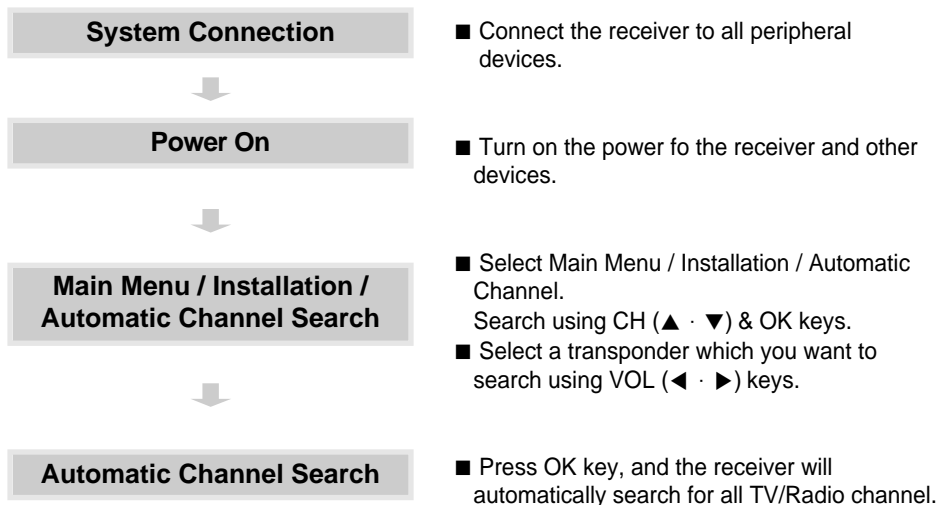 System Connection
■ Connect the receiver to all peripheral
devices.
Power On
■ Turn on the power fo the receiver and other
devices.
Main Menu / Installation /
Automatic Channel Search
■ Select Main Menu / Installation / Automatic
Channel.
Search using CH (▲ · ▼) & OK keys.
■ Select a transponder which you want to
search using VOL (◀ · ▶) keys.
Automatic Channel Search
■ Press OK key, and the receiver will
automatically search for all TV/Radio channel.